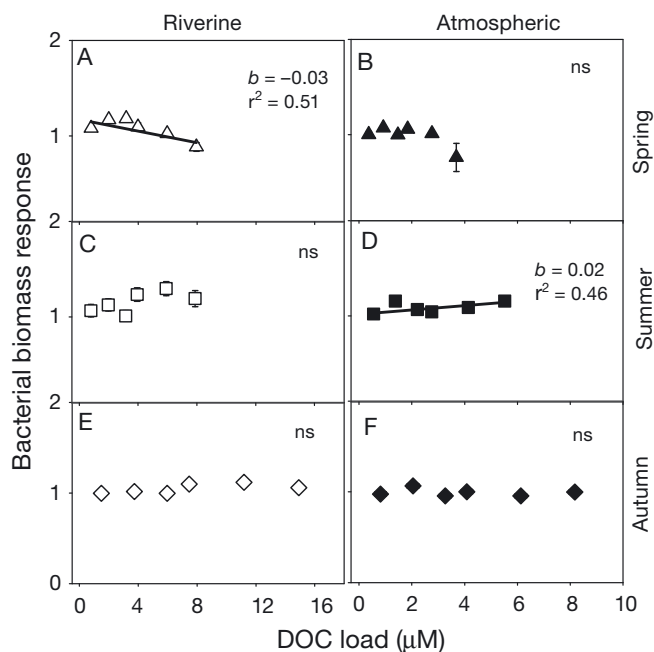 Riverine
Atmospheric
2
A
b = −0.03
r² = 0.51
B
ns
Spring
1
2
C
ns
D
b = 0.02
r² = 0.46
Summer
1
2
E
ns
F
ns
Autumn
1
0
Bacterial biomass response
0 4 8 12 16
0 2 4 6 8 10
DOC load (µM)